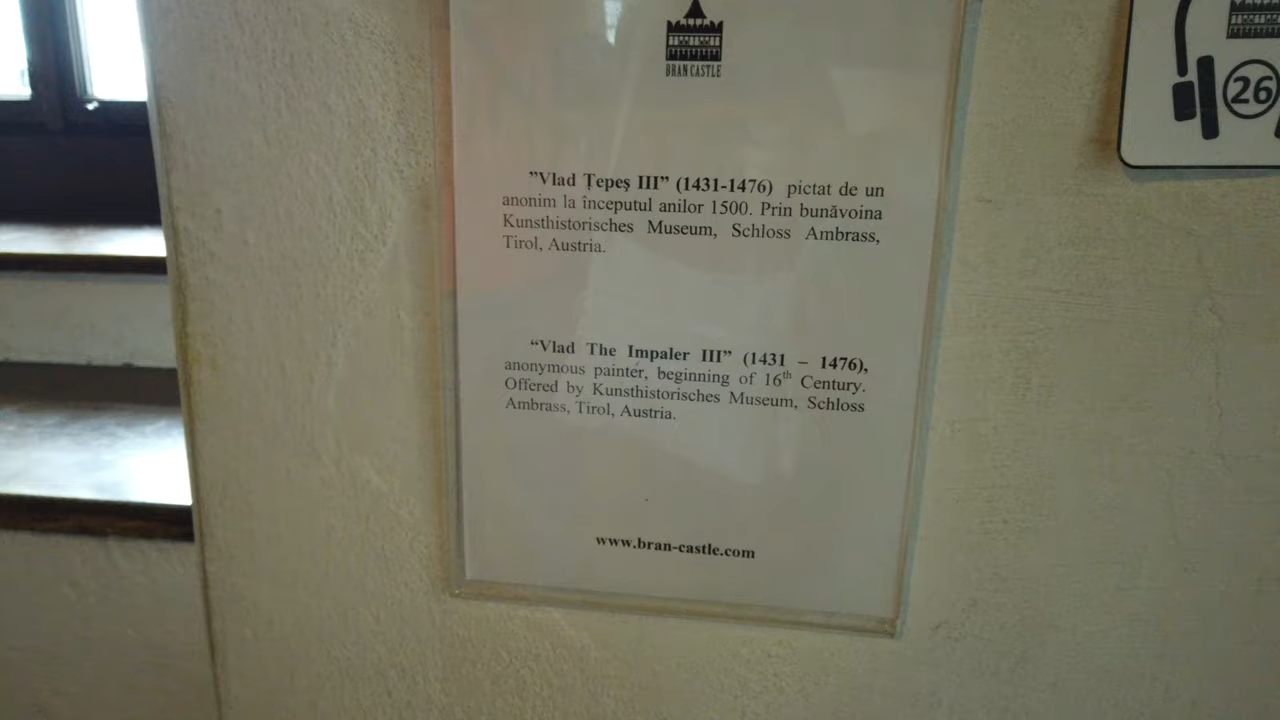 BRAN CASTLE
26
”Vlad Țepeş III” (1431-1476) pictat de un
anonim la începutul anilor 1500. Prin bunăvoina
Kunsthistorisches Museum, Schloss Ambrass,
Tirol, Austria.
“Vlad The Impaler III” (1431 – 1476),
anonymous painter, beginning of 16th Century.
Offered by Kunsthistorisches Museum, Schloss
Ambrass, Tirol, Austria.
www.bran-castle.com